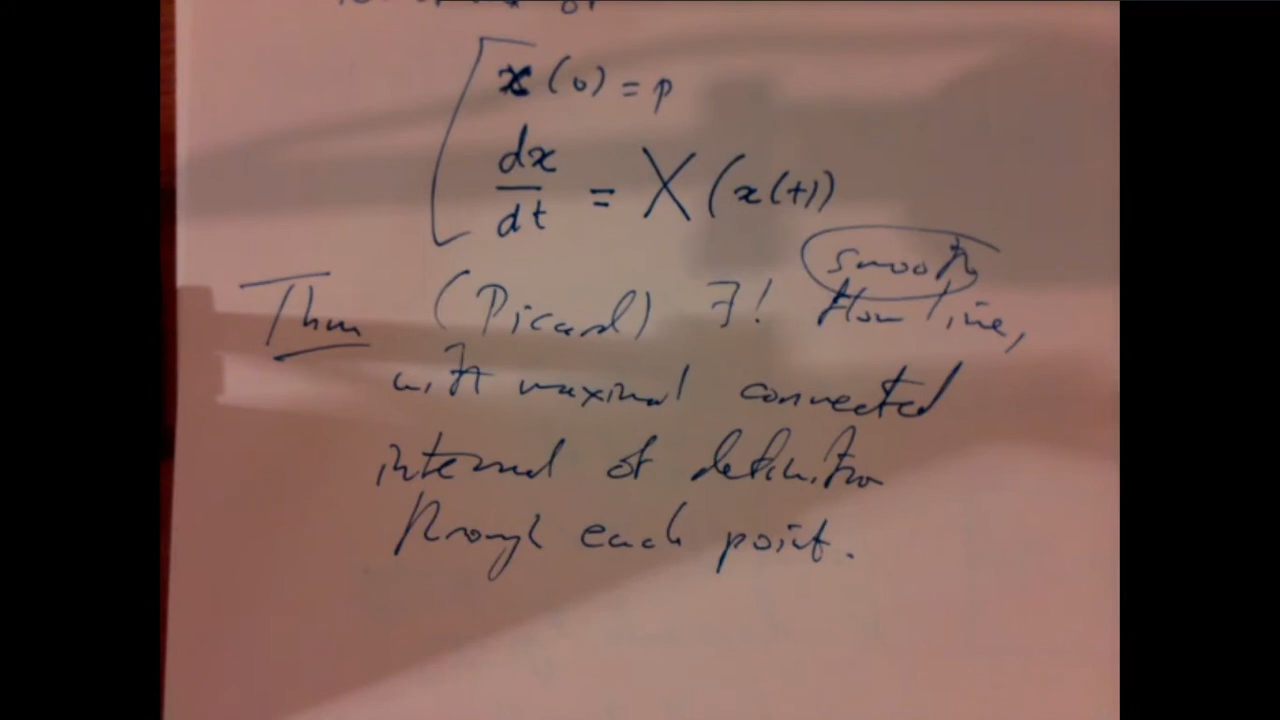 x(0) = p
dx/dt = X(x(t))
smooth
Thm (Picard) ∃! flow line,
with maximal connected
interval of definition
through each point.